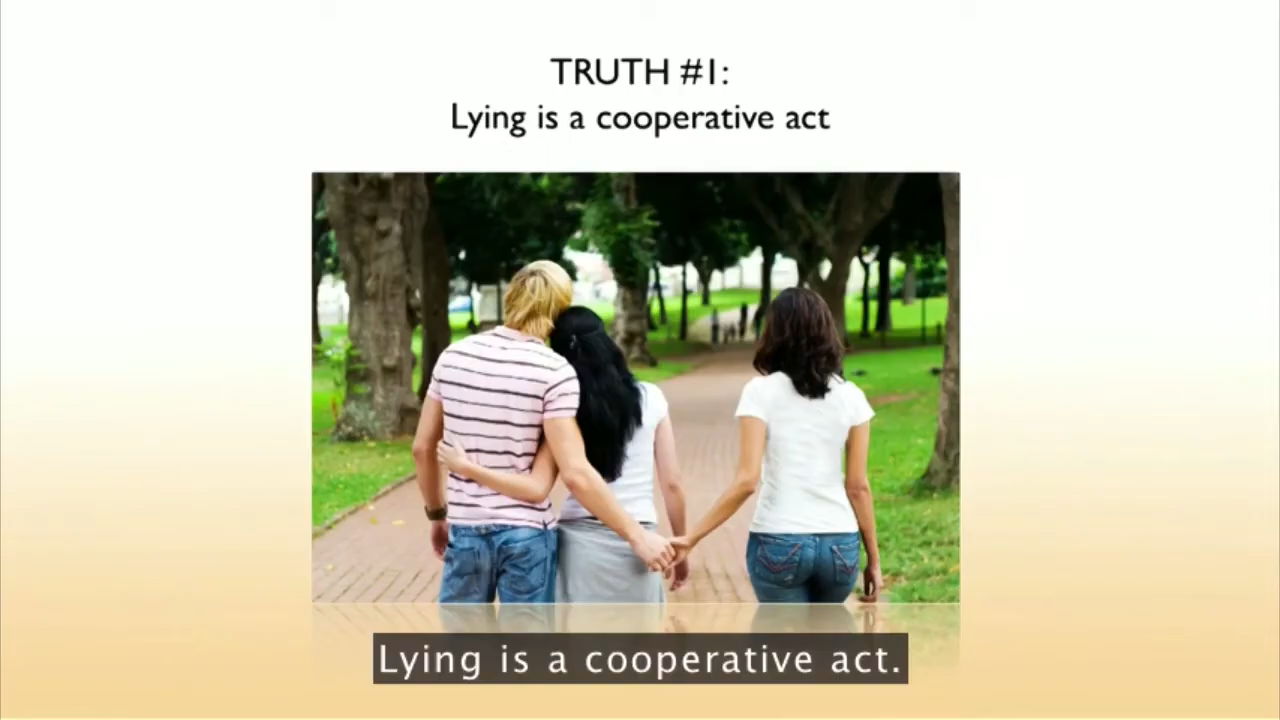 TRUTH #1:
Lying is a cooperative act
Lying is a cooperative act.